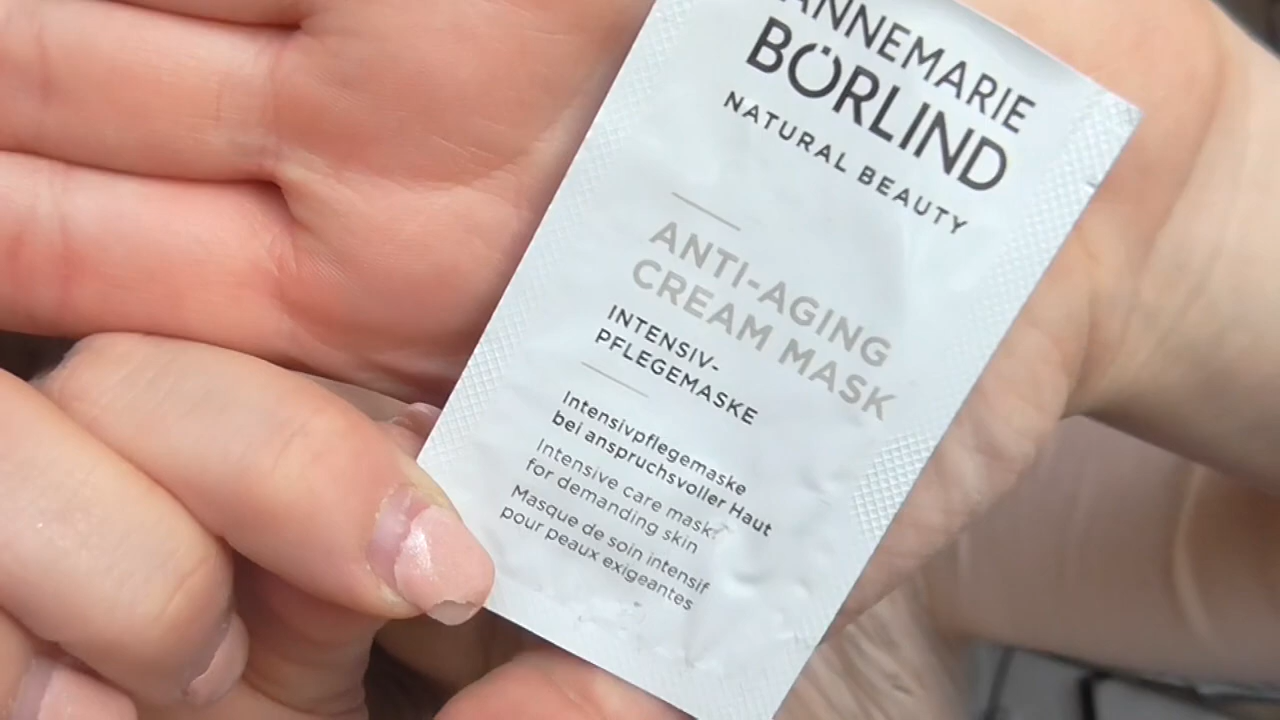 ANNEMARIE
BÖRLIND
NATURAL BEAUTY
ANTI-AGING
CREAM MASK
INTENSIV-
PFLEGEMASKE
Intensivpflegemaske
bei anspruchsvoller Haut
Intensive care mask
for demanding skin
Masque de soin intensif
pour peaux exigeantes